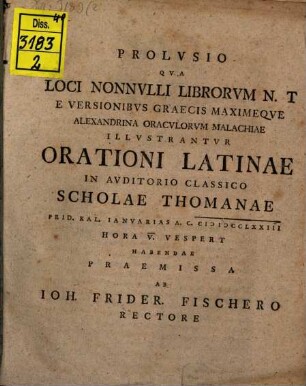 Diss.
3183
2
PROLVSIO
QVA
LOCI NONNVLLI LIBRORVM N. T
E VERSIONIBVS GRAECIS MAXIMEQVE
ALEXANDRINA ORACVLORVM MALACHIAE
ILLVSTRANTVR
ORATIONI LATINAE
IN AVDITORIO CLASSICO
SCHOLAE THOMANAE
PRID. KAL. IANVARIAS A. C. CIↃIↃCCLXXIII
HORA V. VESPERT
HABENDAE
PRAEMISSA
AB
IOH. FRIDER. FISCHERO
RECTORE